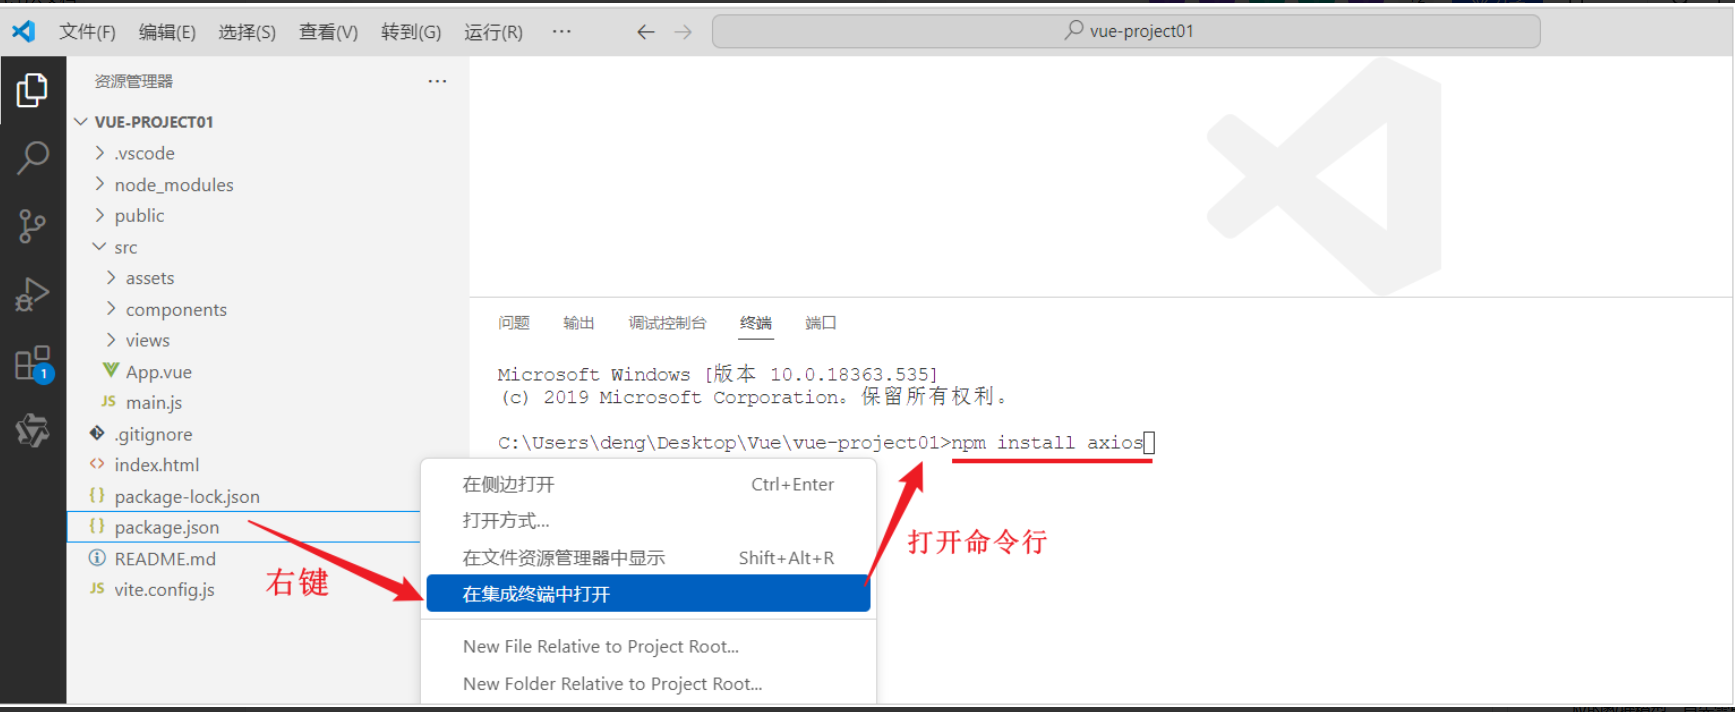 文件(F) 编辑(E) 选择(S) 查看(V) 转到(G) 运行(R) ··· vue-project01
资源管理器 ···
VUE-PROJECT01
.vscode
node_modules
public
src
assets
components
views
App.vue
JS main.js
.gitignore
<> index.html
{} package-lock.json
{} package.json
README.md
JS vite.config.js
1
问题 输出 调试控制台 终端 端口
Microsoft Windows [版本 10.0.18363.535]
(c) 2019 Microsoft Corporation。保留所有权利。
C:\Users\deng\Desktop\Vue\vue-project01>npm install axios
在侧边打开 Ctrl+Enter
打开方式...
在文件资源管理器中显示 Shift+Alt+R
在集成终端中打开
New File Relative to Project Root...
New Folder Relative to Project Root...
右键
打开命令行